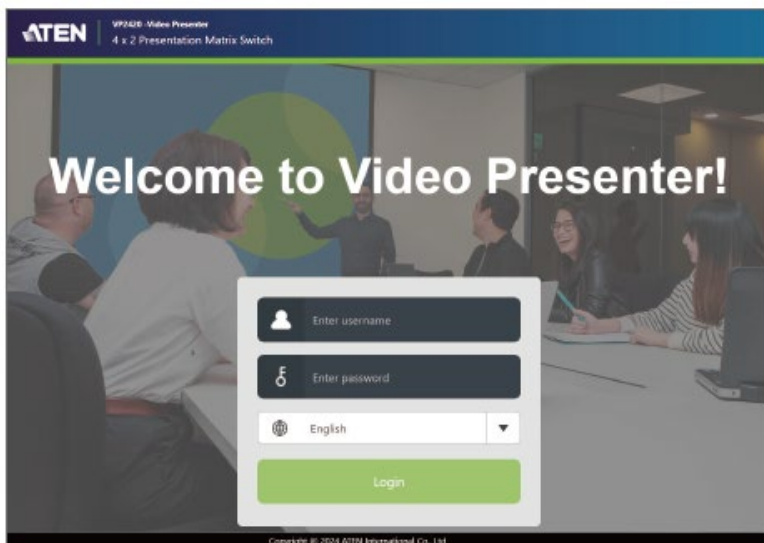 ATEN
VP2420 -Video Presenter
4 x 2 Presentation Matrix Switch
Welcome to Video Presenter!
Enter username
Enter password
English
Login
Copyright © 2024 ATEN International Co., Ltd.